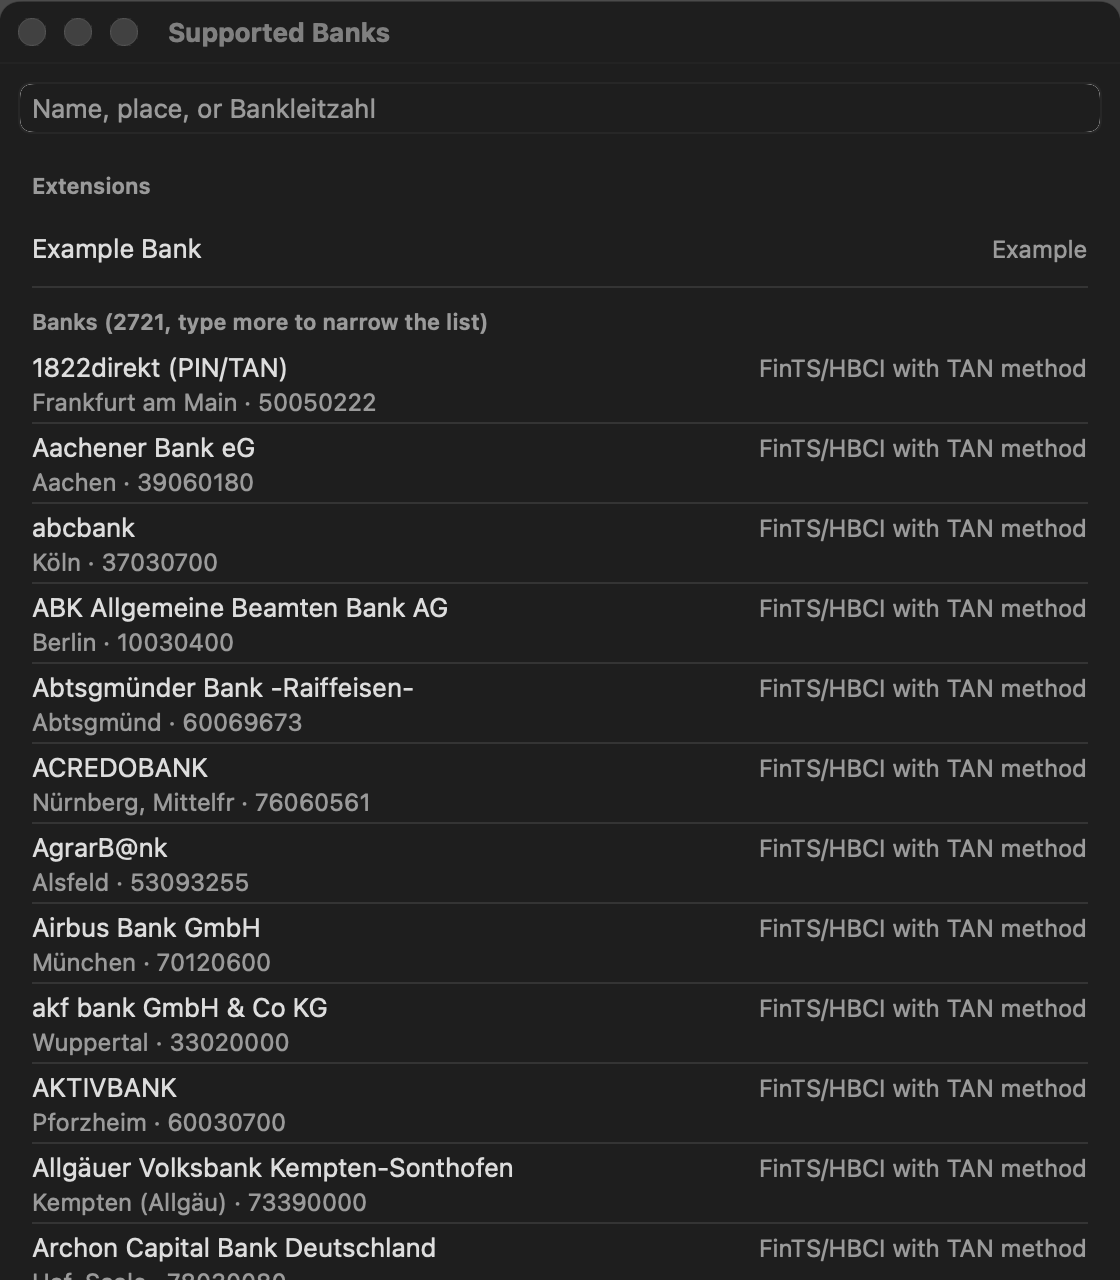 Supported Banks
Name, place, or Bankleitzahl
Extensions
Example Bank Example
Banks (2721, type more to narrow the list)
1822direkt (PIN/TAN) FinTS/HBCI with TAN method
Frankfurt am Main · 50050222
Aachener Bank eG FinTS/HBCI with TAN method
Aachen · 39060180
abcbank FinTS/HBCI with TAN method
Köln · 37030700
ABK Allgemeine Beamten Bank AG FinTS/HBCI with TAN method
Berlin · 10030400
Abtsgmünder Bank -Raiffeisen- FinTS/HBCI with TAN method
Abtsgmünd · 60069673
ACREDOBANK FinTS/HBCI with TAN method
Nürnberg, Mittelfr · 76060561
AgrarB@nk FinTS/HBCI with TAN method
Alsfeld · 53093255
Airbus Bank GmbH FinTS/HBCI with TAN method
München · 70120600
akf bank GmbH & Co KG FinTS/HBCI with TAN method
Wuppertal · 33020000
AKTIVBANK FinTS/HBCI with TAN method
Pforzheim · 60030700
Allgäuer Volksbank Kempten-Sonthofen FinTS/HBCI with TAN method
Kempten (Allgäu) · 73390000
Archon Capital Bank Deutschland FinTS/HBCI with TAN method